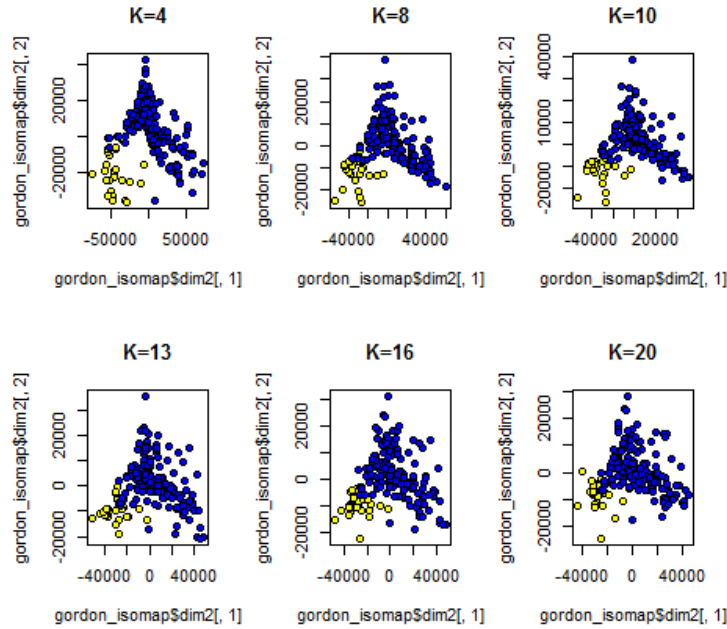 K=4
gordon_isomap$dim2[, 2]
20000
-20000
-50000 0 50000
gordon_isomap$dim2[, 1]
K=8
gordon_isomap$dim2[, 2]
20000
0
-20000
-40000 0 40000
gordon_isomap$dim2[, 1]
K=10
gordon_isomap$dim2[, 2]
40000
10000
-20000
-40000 20000
gordon_isomap$dim2[, 1]
K=13
gordon_isomap$dim2[, 2]
20000
0
-20000
-40000 0 40000
gordon_isomap$dim2[, 1]
K=16
gordon_isomap$dim2[, 2]
20000
0
-20000
-40000 0 40000
gordon_isomap$dim2[, 1]
K=20
gordon_isomap$dim2[, 2]
20000
0
-20000
-40000 0 40000
gordon_isomap$dim2[, 1]